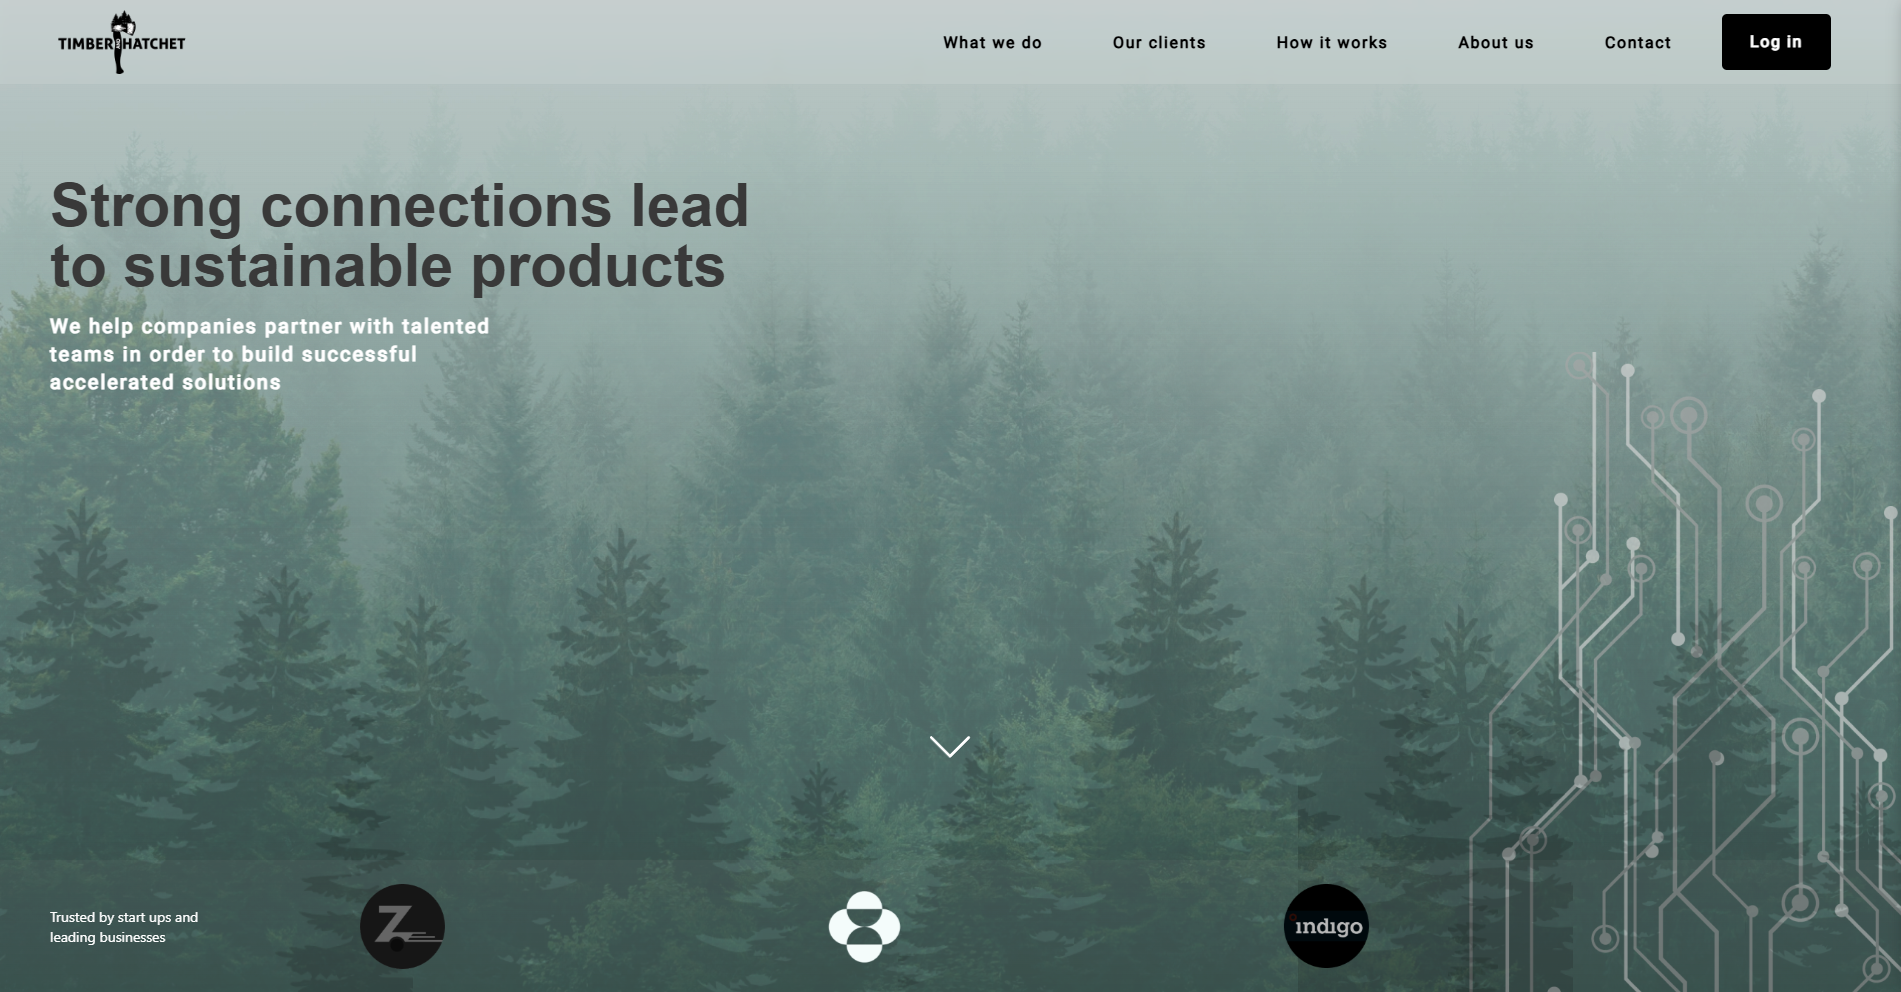 TIMBER AND HATCHET
What we do
Our clients
How it works
About us
Contact
Log in
Strong connections lead
to sustainable products
We help companies partner with talented
teams in order to build successful
accelerated solutions
Trusted by start ups and
leading businesses
Z
indigo